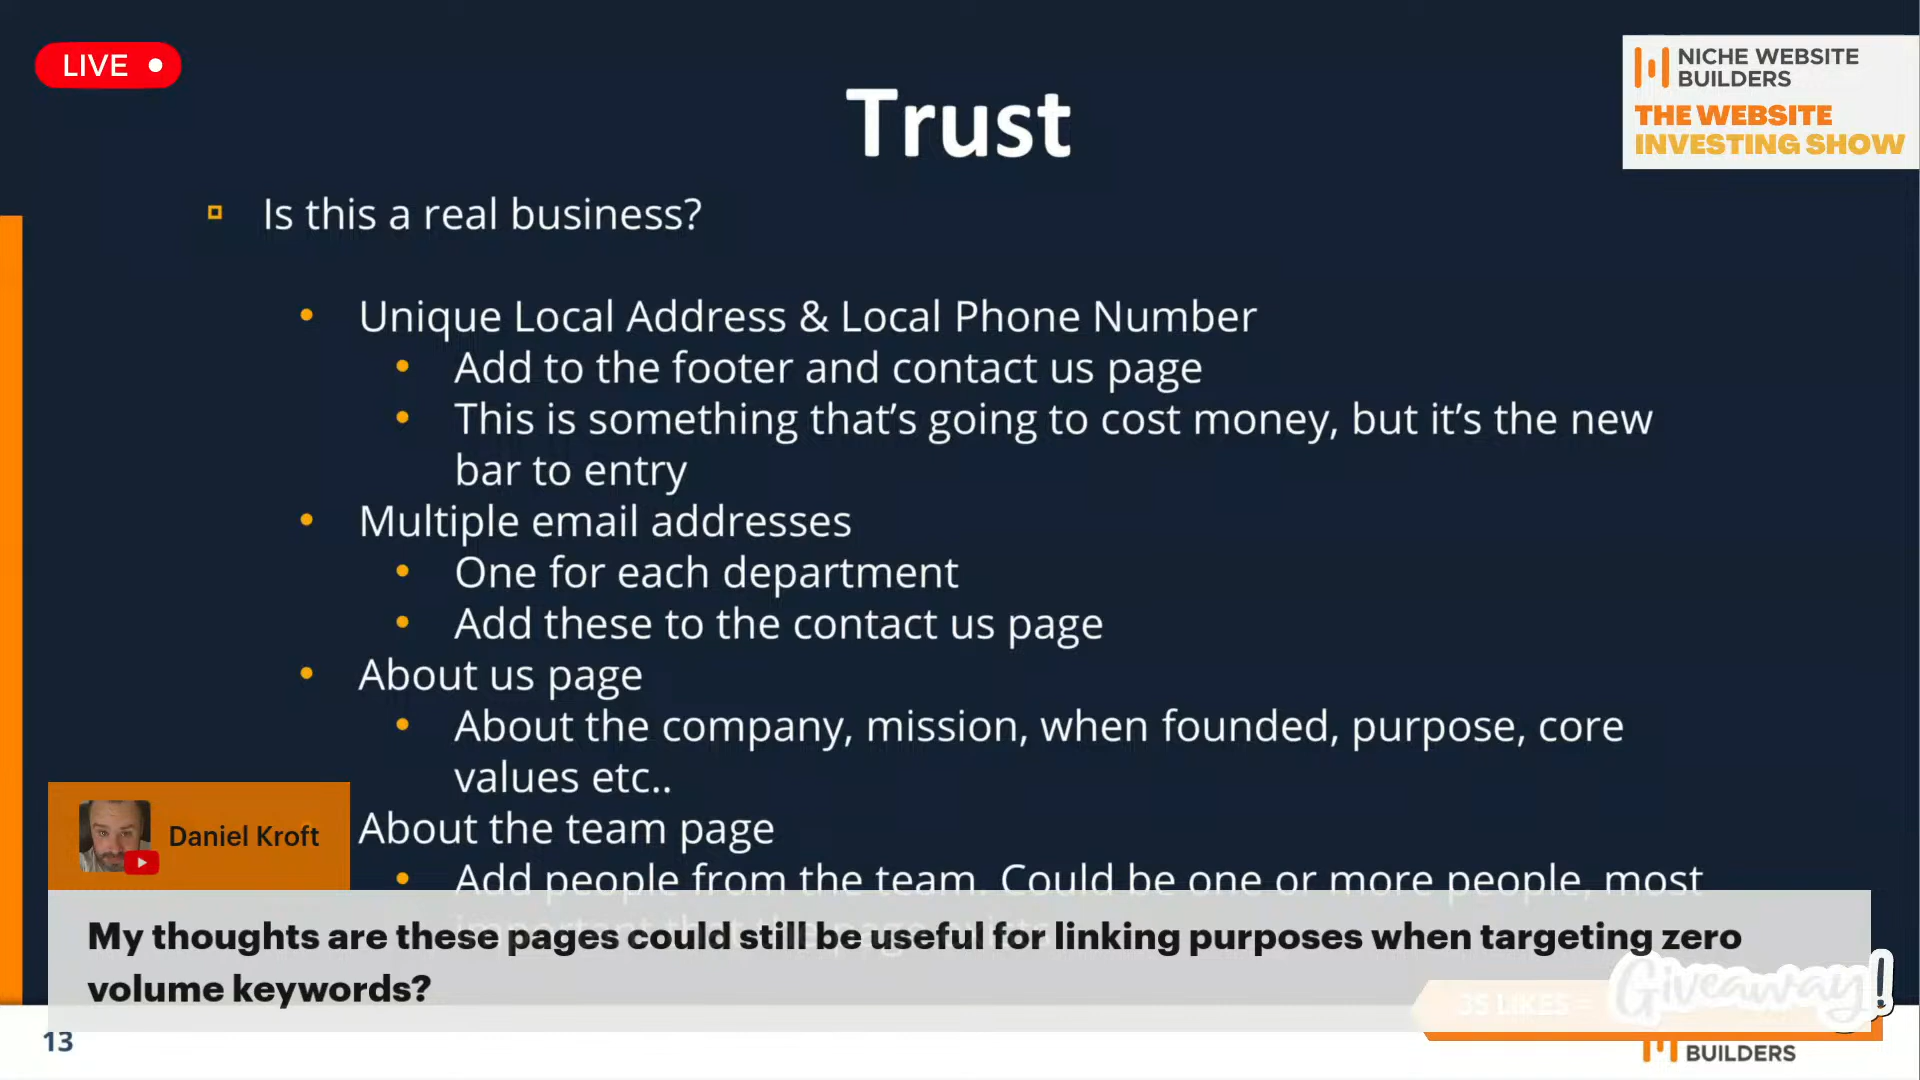 LIVE
NICHE WEBSITE
BUILDERS
THE WEBSITE
INVESTING SHOW
Trust
Is this a real business?
Unique Local Address & Local Phone Number
Add to the footer and contact us page
This is something that’s going to cost money, but it’s the new
bar to entry
Multiple email addresses
One for each department
Add these to the contact us page
About us page
About the company, mission, when founded, purpose, core
values etc..
About the team page
Add people from the team. Could be one or more people, most
Daniel Kroft
My thoughts are these pages could still be useful for linking purposes when targeting zero
volume keywords?
35 LIKES
Giveaway!
13
BUILDERS